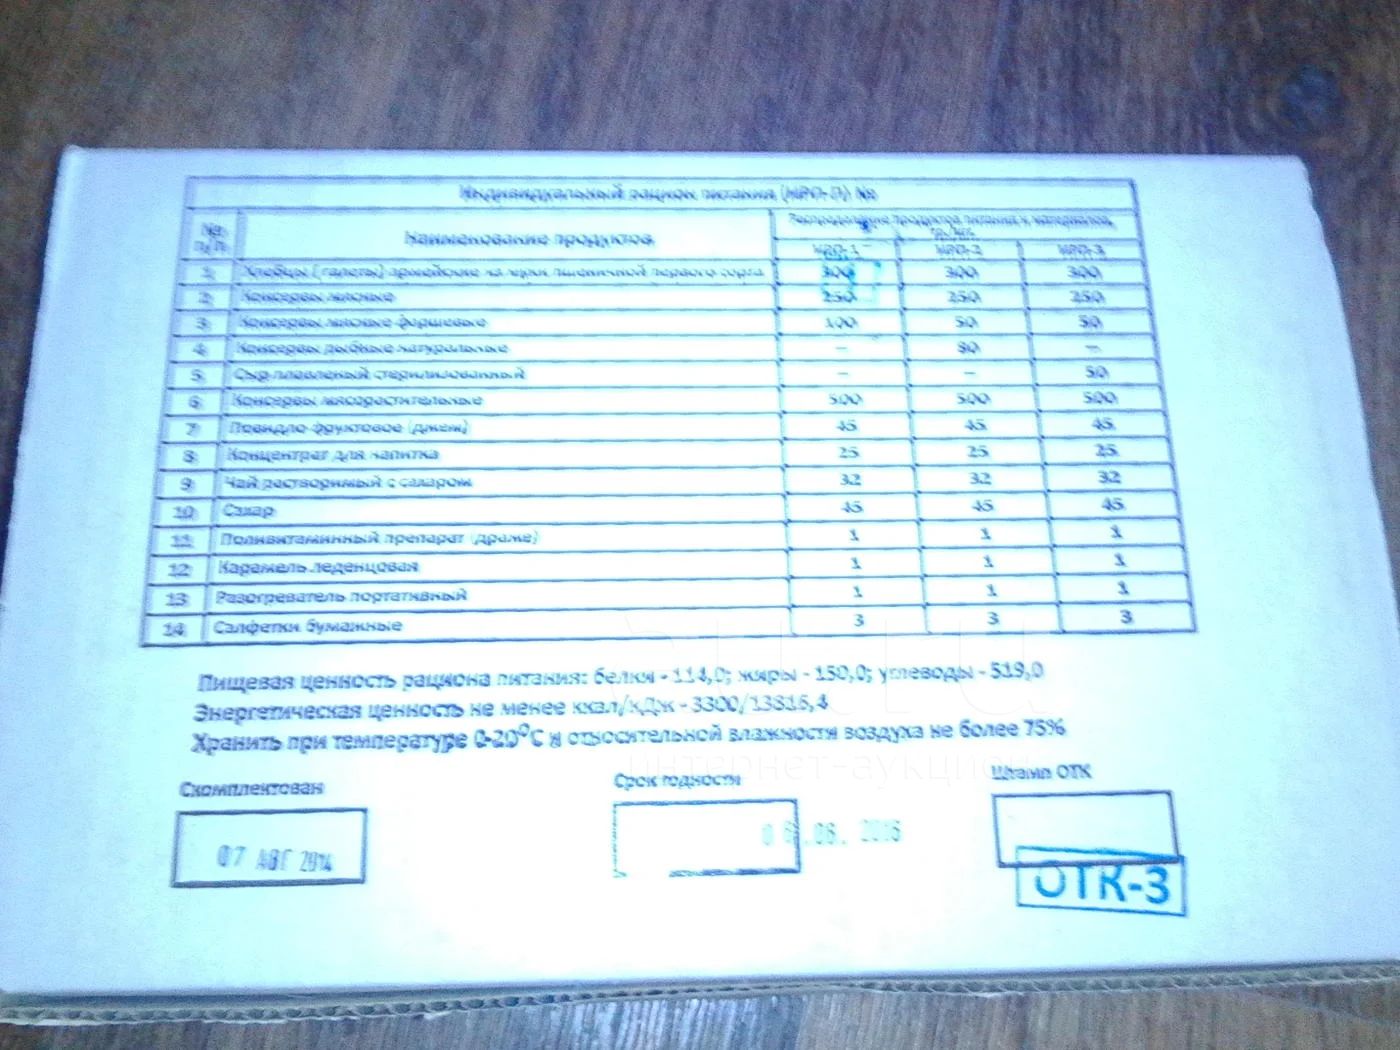 Индивидуальный рацион питания (ИРП-П) №
№ п/п Наименование продуктов Распределение продуктов питания и материалов, гр./шт.
ИРП-1 ИРП-2 ИРП-3
1 Хлебцы (галеты) армейские из муки пшеничной первого сорта 300 300 300
2 Консервы мясные 250 250 250
3 Консервы мясные фаршевые 100 50 50
4 Консервы рыбные натуральные – 80 –
5 Сыр плавленый стерилизованный – – 50
6 Консервы мясорастительные 500 500 500
7 Повидло фруктовое (джем) 45 45 45
8 Концентрат для напитка 25 25 25
9 Чай растворимый с сахаром 32 32 32
10 Сахар 45 45 45
11 Поливитаминный препарат (драже) 1 1 1
12 Карамель леденцовая 1 1 1
13 Разогреватель портативный 1 1 1
14 Салфетки бумажные 3 3 3
Пищевая ценность рациона питания: белки - 114,0; жиры - 150,0; углеводы - 519,0
Энергетическая ценность не менее ккал/кДж - 3300/13816,4
Хранить при температуре 0-20°С и относительной влажности воздуха не более 75%
интернет-аукцион
Скомплектован Срок годности Штамп ОТК
07 АВГ 2014 06.08. 2016
ОТК-3